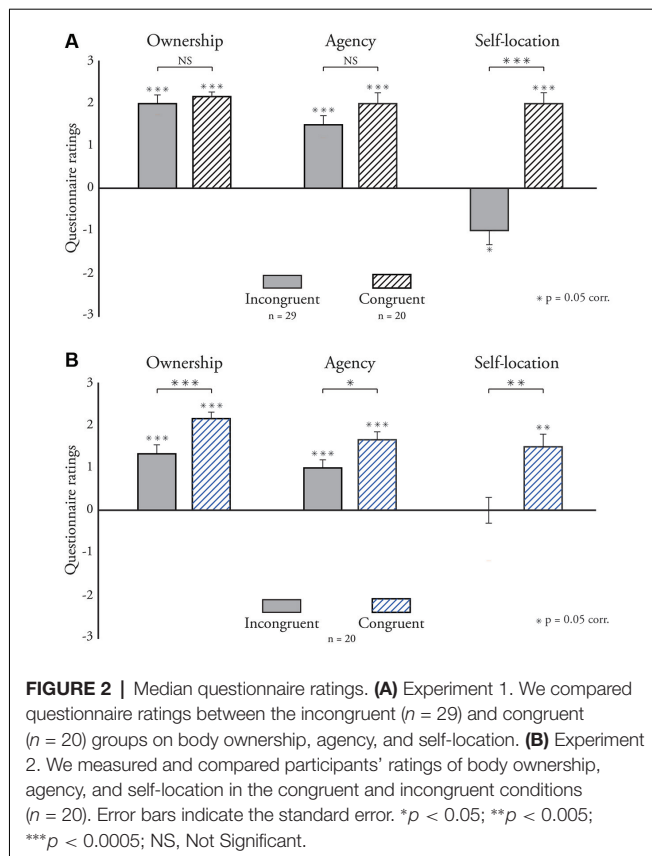 A
Ownership Agency Self-location
NS NS ***
3
2
1
0
-1
-2
-3
Questionnaire ratings
*** *** *** *** ***
*
Incongruent Congruent
n = 29 n = 20
* p = 0.05 corr.
B
Ownership Agency Self-location
*** * **
3
2
1
0
-1
-2
-3
Questionnaire ratings
*** *** *** *** **
Incongruent Congruent
n = 20
* p = 0.05 corr.
FIGURE 2 | Median questionnaire ratings. (A) Experiment 1. We compared
questionnaire ratings between the incongruent (n = 29) and congruent
(n = 20) groups on body ownership, agency, and self-location. (B) Experiment
2. We measured and compared participants’ ratings of body ownership,
agency, and self-location in the congruent and incongruent conditions
(n = 20). Error bars indicate the standard error. *p < 0.05; **p < 0.005;
***p < 0.0005; NS, Not Significant.